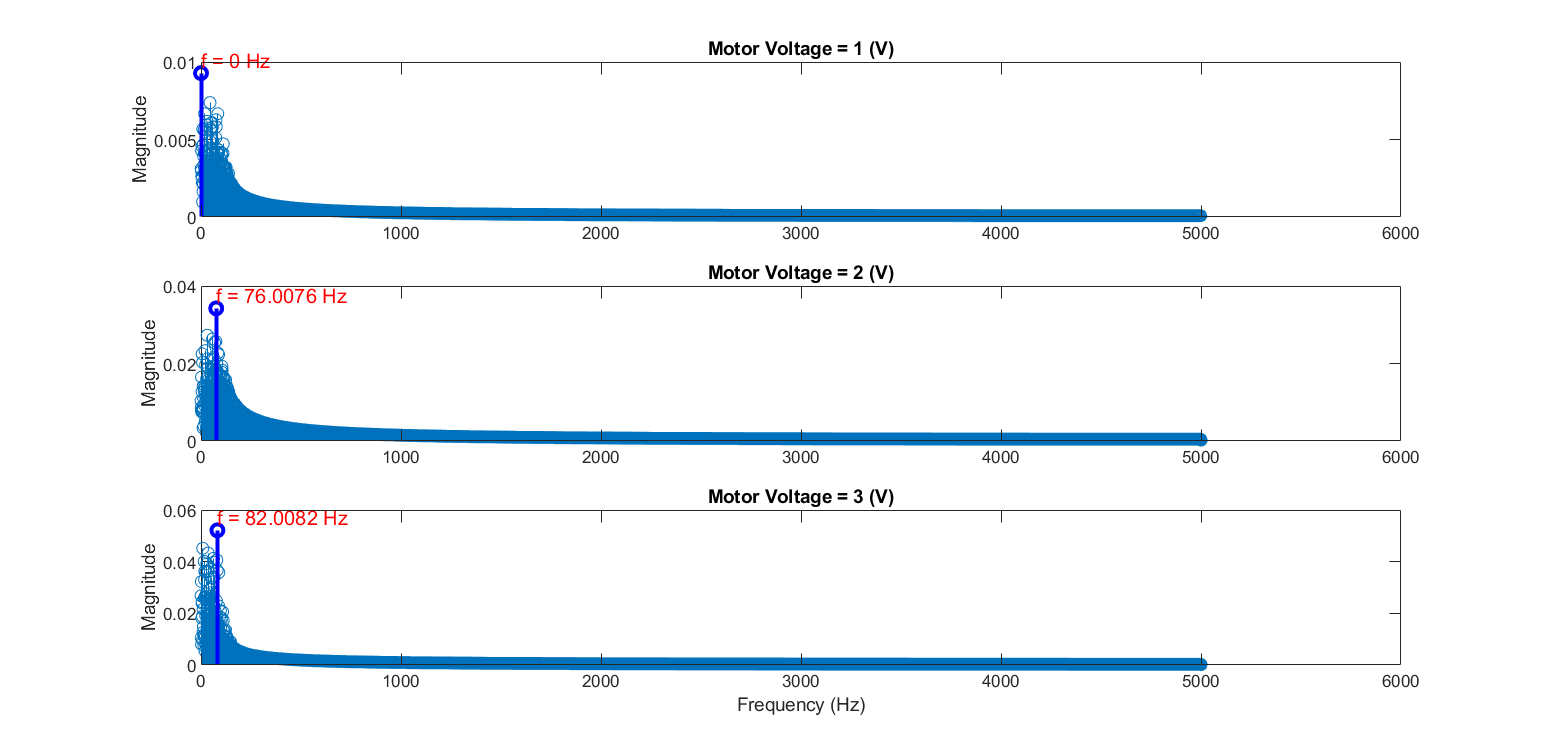 Motor Voltage = 1 (V)
f = 0 Hz
0.01
0.005
0
Magnitude
0 1000 2000 3000 4000 5000 6000
Motor Voltage = 2 (V)
f = 76.0076 Hz
0.04
0.02
0
Magnitude
0 1000 2000 3000 4000 5000 6000
Motor Voltage = 3 (V)
f = 82.0082 Hz
0.06
0.04
0.02
0
Magnitude
0 1000 2000 3000 4000 5000 6000
Frequency (Hz)